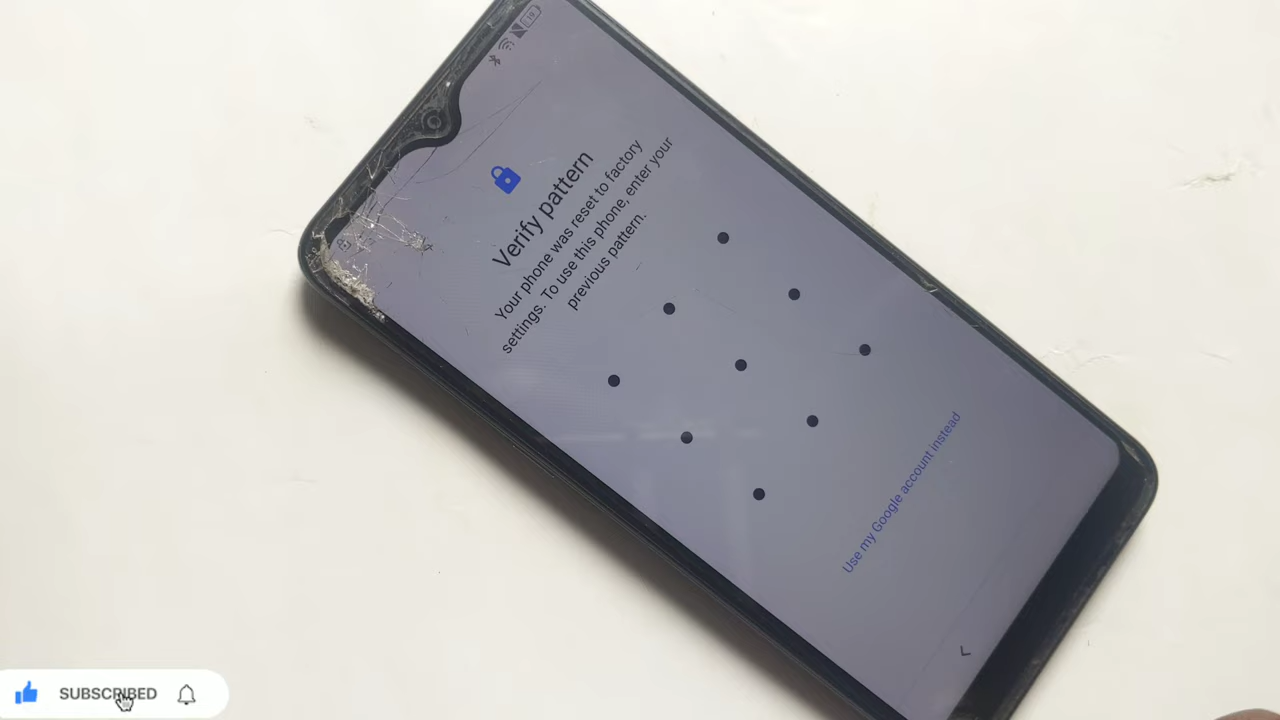 19
Verify pattern
Your phone was reset to factory
settings. To use this phone, enter your
previous pattern.
Use my Google account instead
SUBSCRIBED